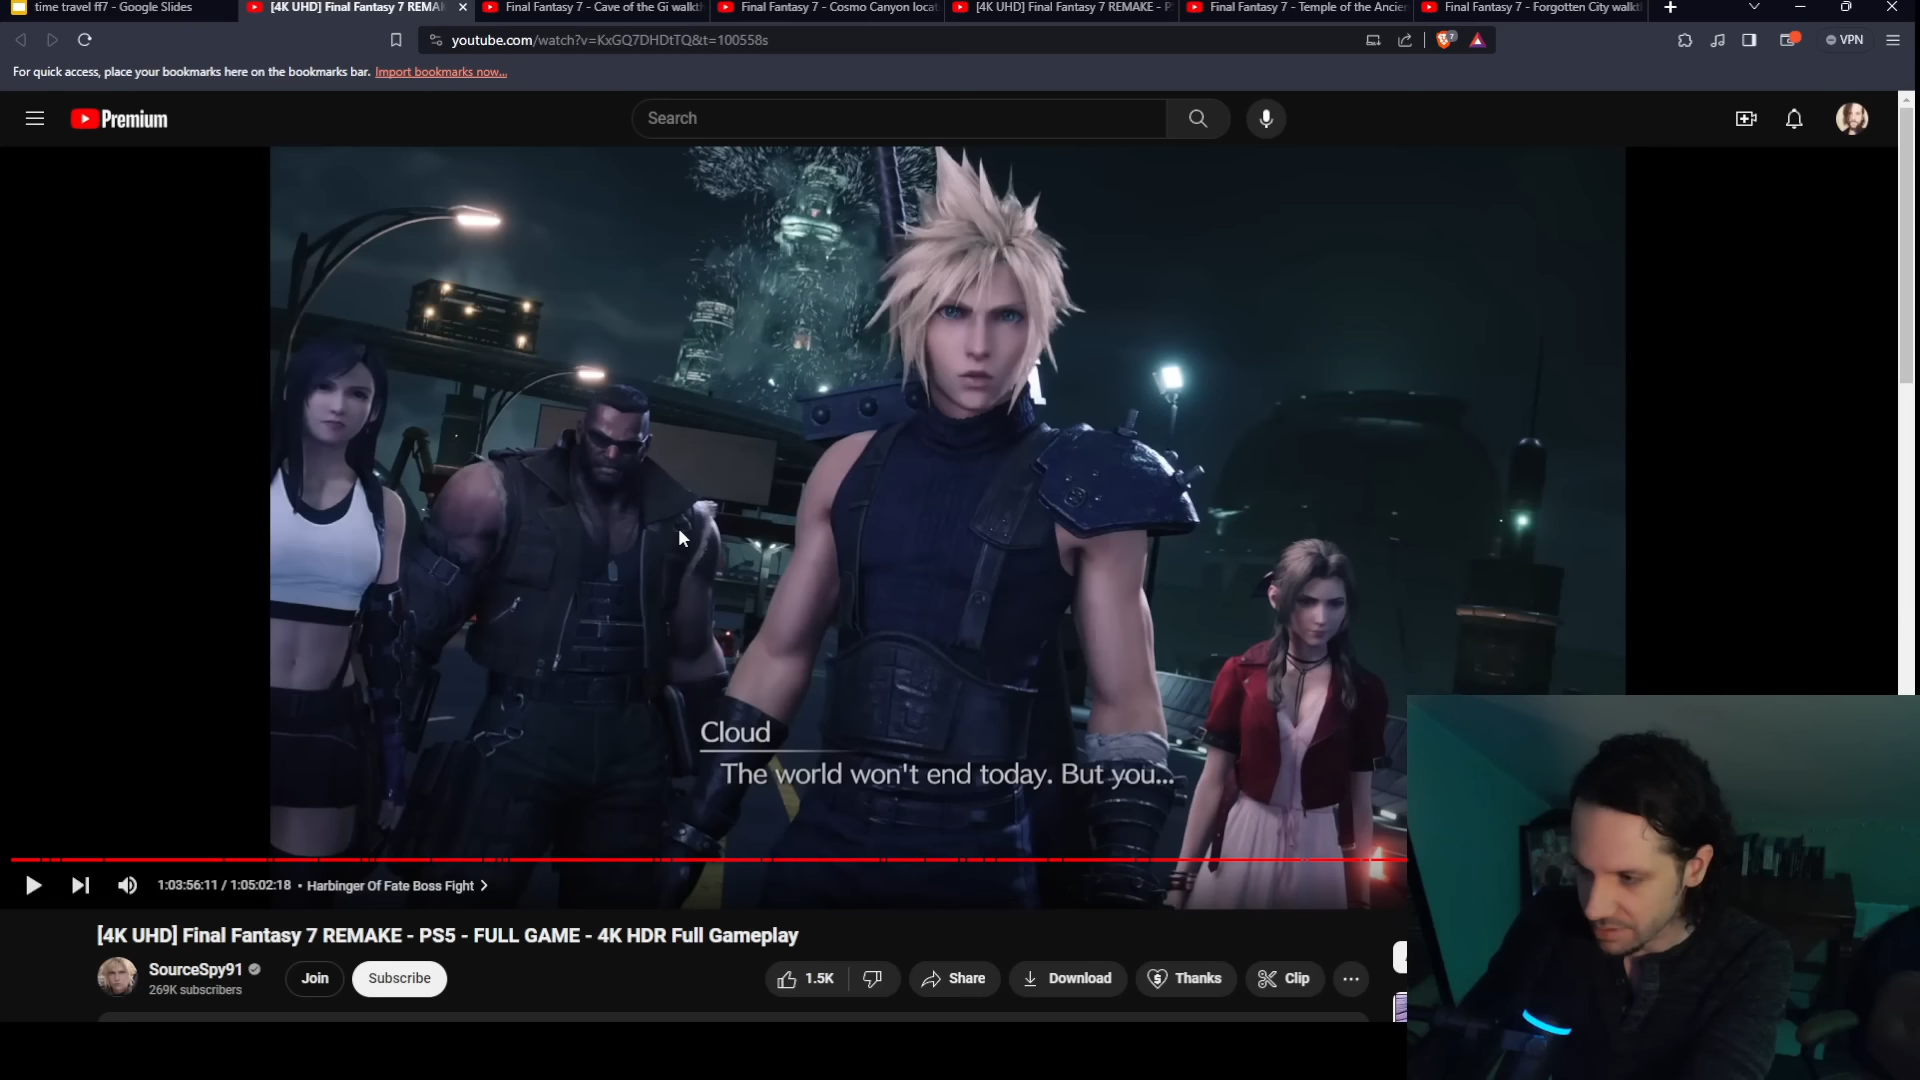 time travel ff7 - Google Slides
[4K UHD] Final Fantasy 7 REMA
Final Fantasy 7 - Cave of the Gi walkt
Final Fantasy 7 - Cosmo Canyon locat
[4K UHD] Final Fantasy 7 REMAKE - P
Final Fantasy 7 - Temple of the Ancie
Final Fantasy 7 - Forgotten City walkt
youtube.com/watch?v=KxGQ7DHDtTQ&t=100558s
7
VPN
For quick access, place your bookmarks here on the bookmarks bar. Import bookmarks now...
Premium
Search
Cloud
The world won't end today. But you...
1:03:56:11 / 1:05:02:18 • Harbinger Of Fate Boss Fight
[4K UHD] Final Fantasy 7 REMAKE - PS5 - FULL GAME - 4K HDR Full Gameplay
SourceSpy91
269K subscribers
Join
Subscribe
1.5K
Share
Download
Thanks
Clip